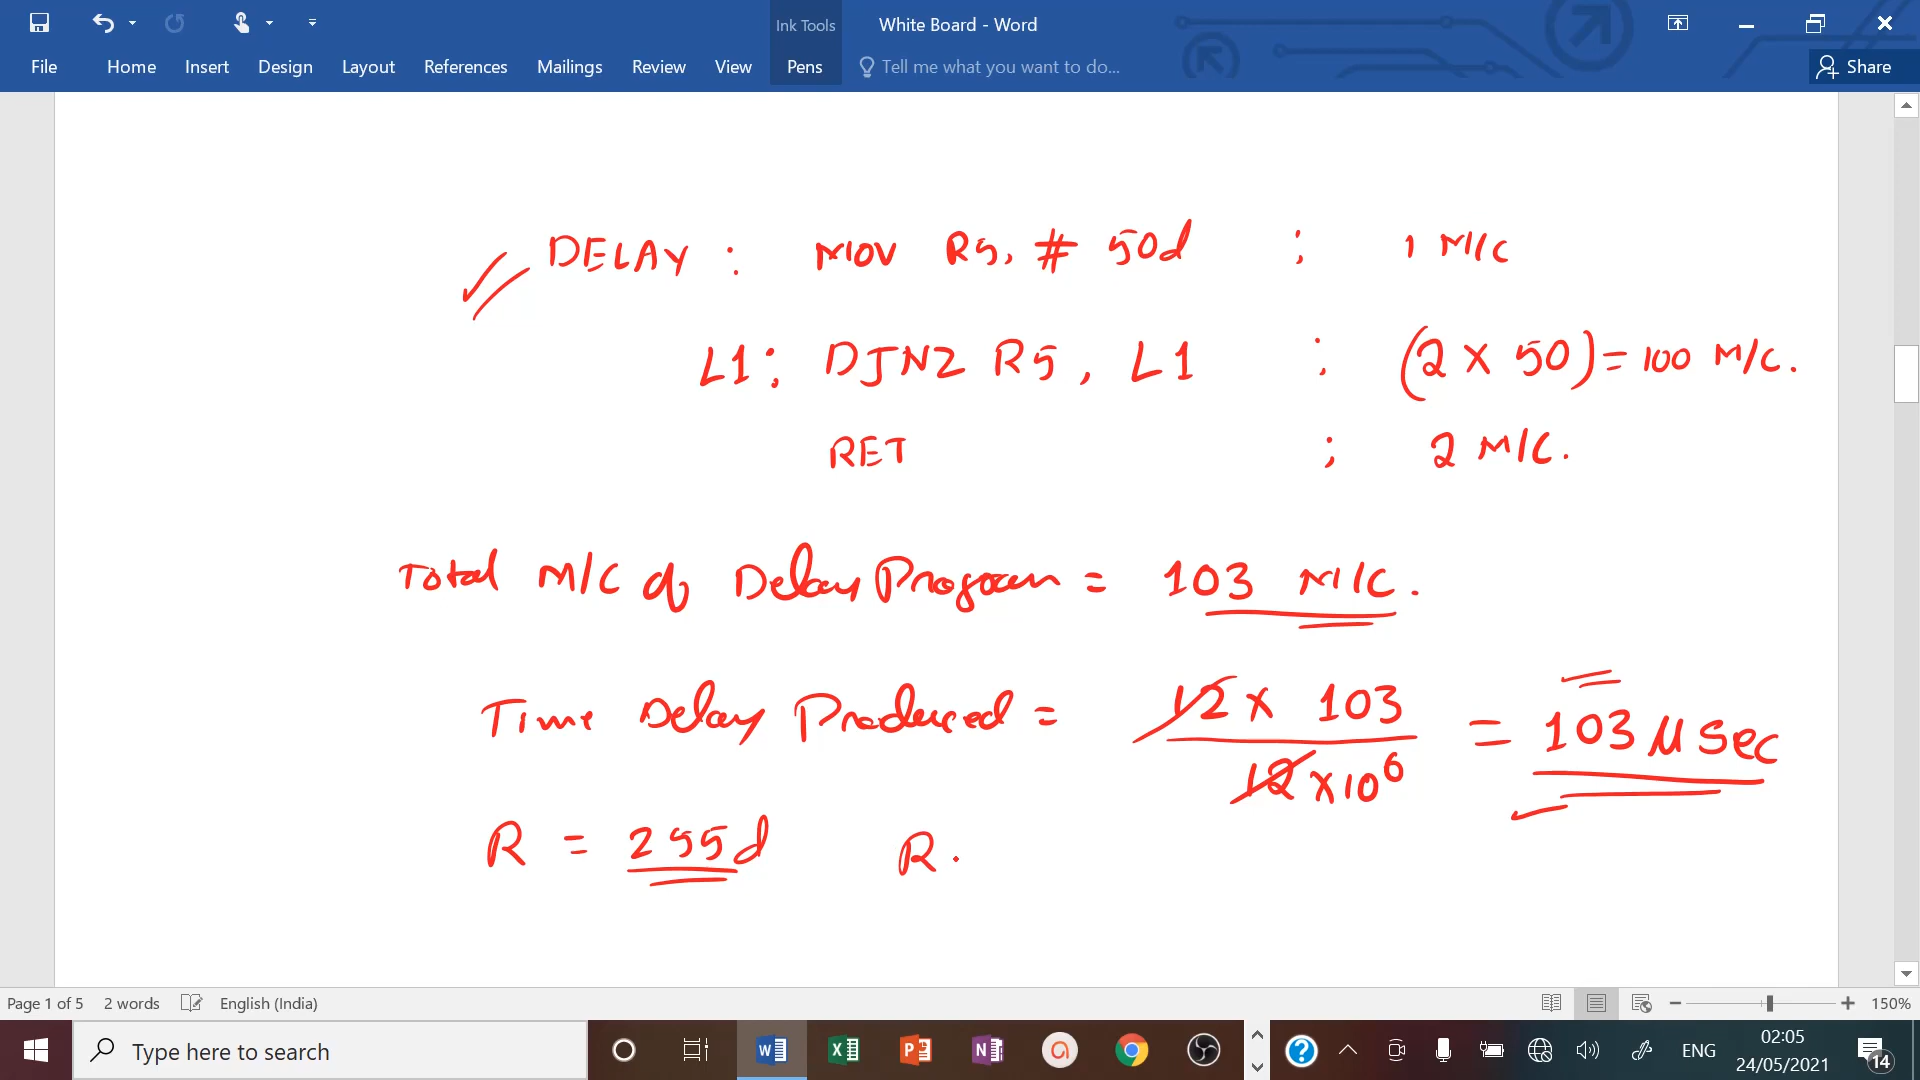 Ink Tools
White Board - Word
File Home Insert Design Layout References Mailings Review View Pens Tell me what you want to do... Share
DELAY : MOV R5, # 50d ; 1 M/C
L1: DJNZ R5, L1 ; (2 X 50) = 100 M/C.
RET ; 2 M/C.
Total M/C of Delay Program = 103 M/C.
Time Delay Produced = 12 x 103 / 12 x 10⁶ = 103 µ sec
R = 255d R.
Page 1 of 5 2 words English (India) 150%
Type here to search
ENG 02:05
24/05/2021 14